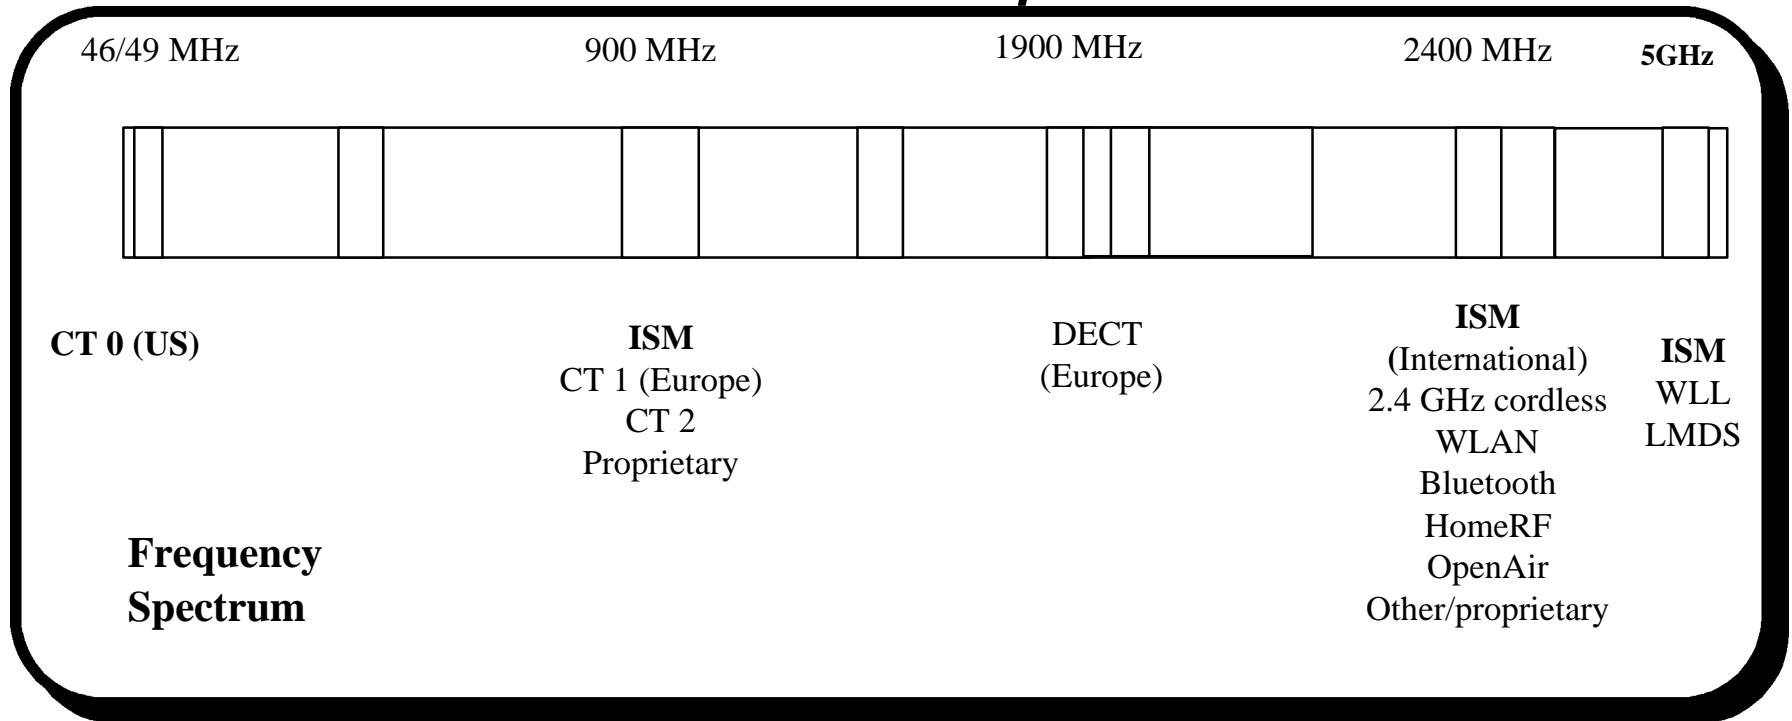 46/49 MHz
900 MHz
1900 MHz
2400 MHz
5GHz
CT 0 (US)
ISM
CT 1 (Europe)
CT 2
Proprietary
DECT
(Europe)
ISM
(International)
2.4 GHz cordless
WLAN
Bluetooth
HomeRF
OpenAir
Other/proprietary
ISM
WLL
LMDS
Frequency
Spectrum